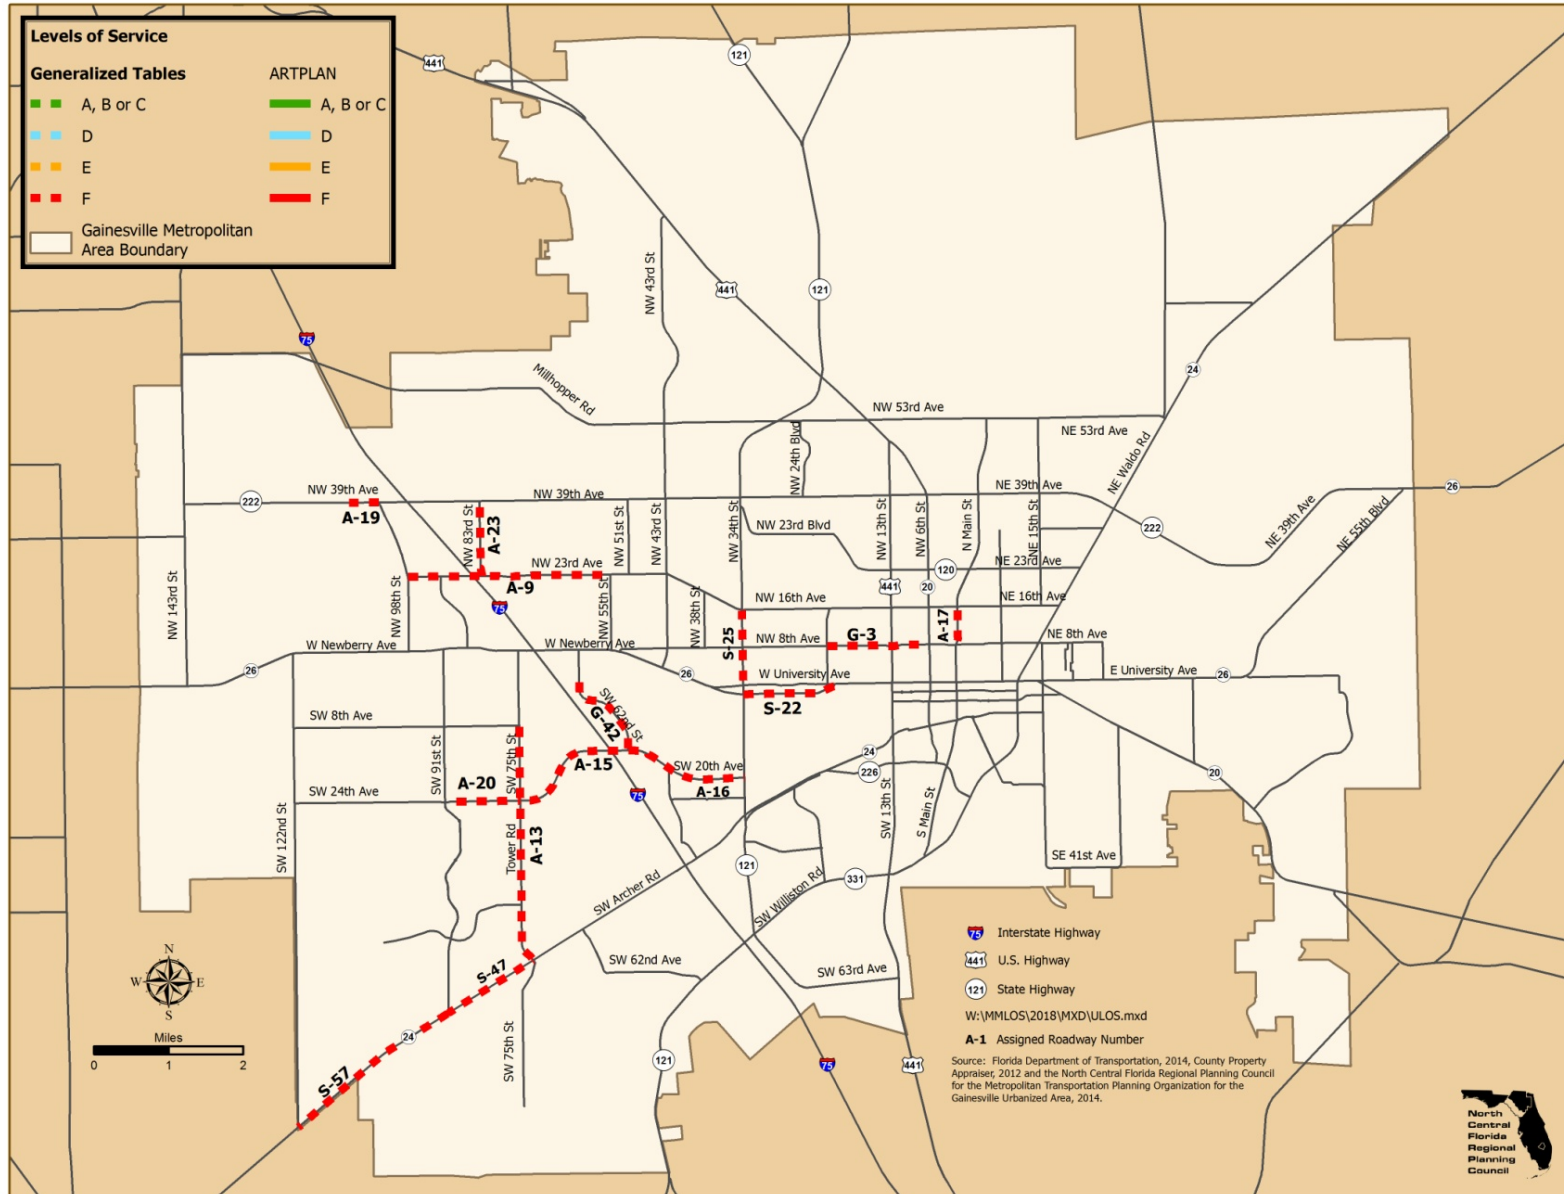 Levels of Service
Generalized Tables
ARTPLAN
A, B or C
A, B or C
D
D
E
E
F
F
Gainesville Metropolitan
Area Boundary
441
121
NW 43rd St
441
121
75
24
Millhopper Rd
NW 53rd Ave
NE 53rd Ave
NW 24th Blvd
NE Waldo Rd
222
NW 39th Ave
A-19
NW 39th Ave
NE 39th Ave
26
NW 83rd St
A-23
NW 51st St
NW 43rd St
NW 34th St
NW 23rd Blvd
NW 13th St
NW 6th St
N Main St
NE 15th St
222
NE 39th Ave
NE 55th Blvd
NW 23rd Ave
120
NE 23rd Ave
NW 143rd St
NW 98th St
A-9
75
NW 55th St
NW 38th St
441
20
NW 16th Ave
NE 16th Ave
A-17
S-25
NW 8th Ave
G-3
NE 8th Ave
W Newberry Ave
W Newberry Ave
26
26
W University Ave
E University Ave
26
S-22
SW 62nd St
G-42
SW 8th Ave
SW 91st St
SW 75th St
A-15
SW 20th Ave
A-16
24
226
20
A-20
SW 24th Ave
75
SW 122nd St
Tower Rd
A-13
SW 13th St
S Main St
SE 41st Ave
121
331
SW Archer Rd
SW Williston Rd
SW 62nd Ave
SW 63rd Ave
S-47
24
SW 75th St
S-57
121
75
441
N
W
E
S
Miles
0
1
2
75
Interstate Highway
441
U.S. Highway
121
State Highway
W:\MMLOS\2018\MXD\ULOS.mxd
A-1 Assigned Roadway Number
Source: Florida Department of Transportation, 2014, County Property
Appraiser, 2012 and the North Central Florida Regional Planning Council
for the Metropolitan Transportation Planning Organization for the
Gainesville Urbanized Area, 2014.
North
Central
Florida
Regional
Planning
Council